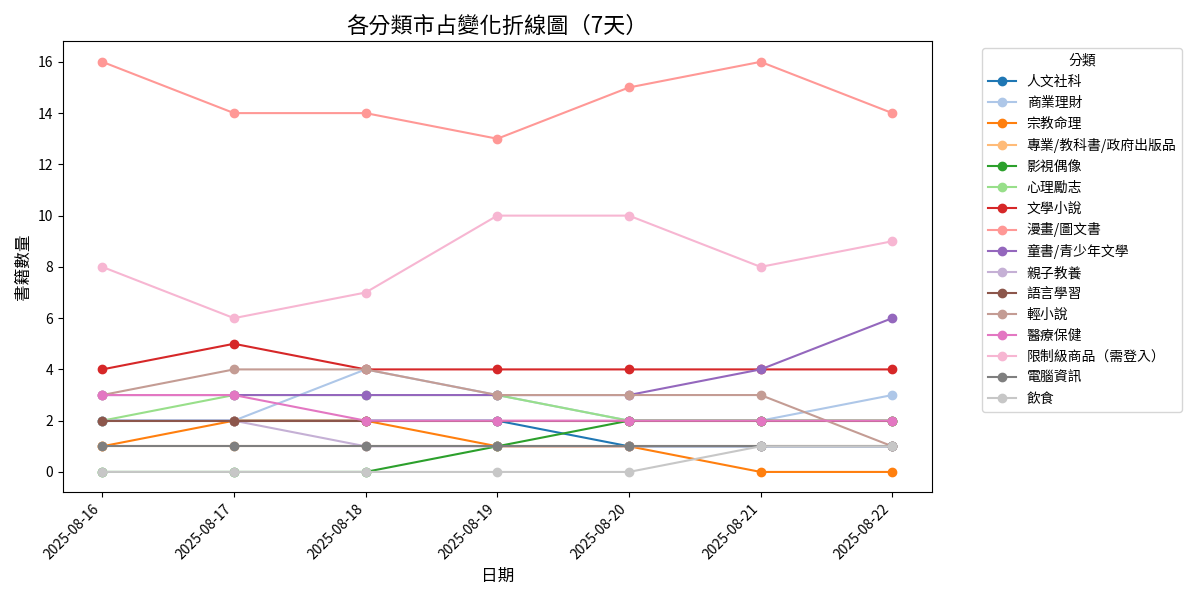 各分類市占變化折線圖（7天）
書籍數量
16
14
12
10
8
6
4
2
0
2025-08-16
2025-08-17
2025-08-18
2025-08-19
2025-08-20
2025-08-21
2025-08-22
日期
分類
人文社科
商業理財
宗教命理
專業/教科書/政府出版品
影視偶像
心理勵志
文學小說
漫畫/圖文書
童書/青少年文學
親子教養
語言學習
輕小說
醫療保健
限制級商品（需登入）
電腦資訊
飲食